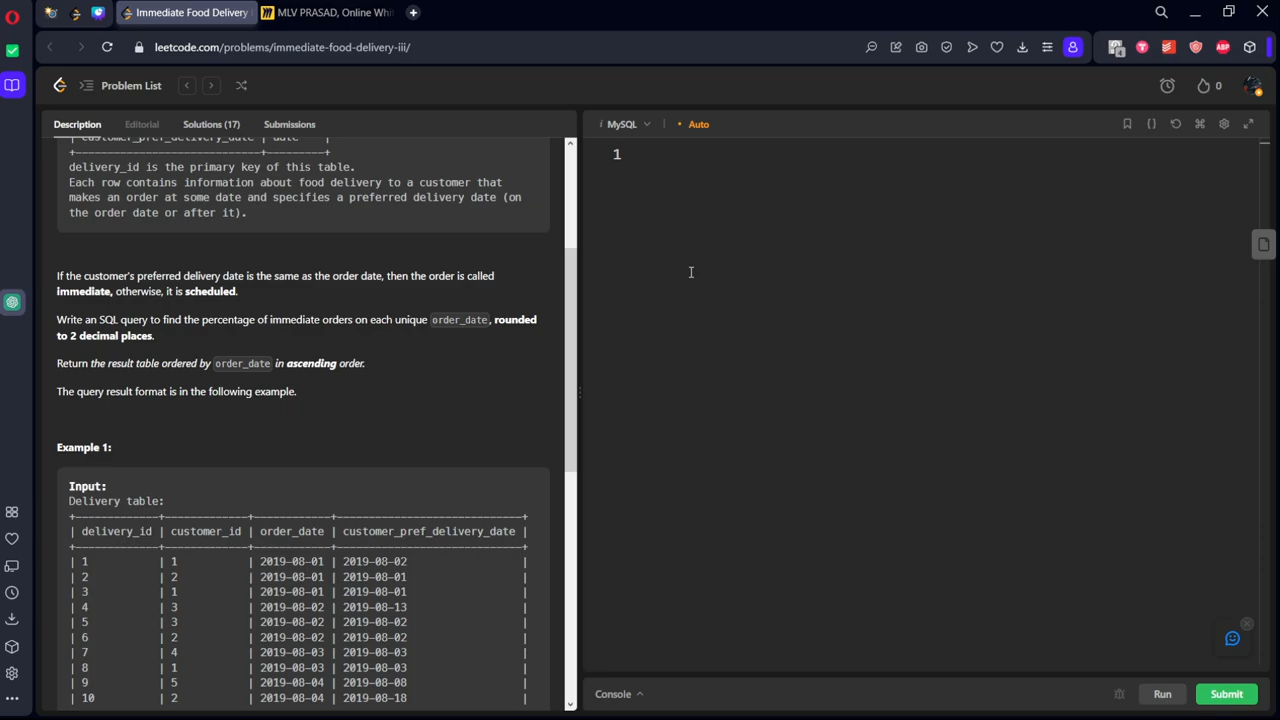 Immediate Food Delivery
MLV PRASAD, Online Whi
leetcode.com/problems/immediate-food-delivery-iii/
4
ABP
Problem List
0
Description Editorial Solutions (17) Submissions
i MySQL • Auto
| customer_pref_delivery_date | date |
+-----------------------------+---------+
delivery_id is the primary key of this table.
Each row contains information about food delivery to a customer that
makes an order at some date and specifies a preferred delivery date (on
the order date or after it).
If the customer's preferred delivery date is the same as the order date, then the order is called
immediate, otherwise, it is scheduled.
Write an SQL query to find the percentage of immediate orders on each unique order_date, rounded
to 2 decimal places.
Return the result table ordered by order_date in ascending order.
The query result format is in the following example.
Example 1:
Input:
Delivery table:
+-------------+-------------+------------+-----------------------------+
| delivery_id | customer_id | order_date | customer_pref_delivery_date |
+-------------+-------------+------------+-----------------------------+
| 1 | 1 | 2019-08-01 | 2019-08-02 |
| 2 | 2 | 2019-08-01 | 2019-08-01 |
| 3 | 1 | 2019-08-01 | 2019-08-01 |
| 4 | 3 | 2019-08-02 | 2019-08-13 |
| 5 | 3 | 2019-08-02 | 2019-08-02 |
| 6 | 2 | 2019-08-02 | 2019-08-02 |
| 7 | 4 | 2019-08-03 | 2019-08-03 |
| 8 | 1 | 2019-08-03 | 2019-08-03 |
| 9 | 5 | 2019-08-04 | 2019-08-08 |
| 10 | 2 | 2019-08-04 | 2019-08-18 |
1
Console
Run
Submit